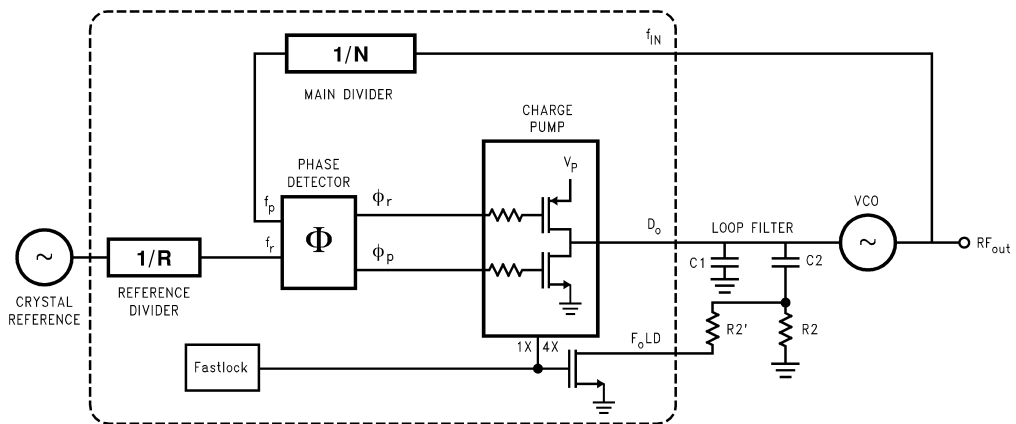 f_IN
1/N
MAIN DIVIDER
CHARGE
PUMP
V_P
PHASE
DETECTOR
f_p
f_r
Φ
ϕ_r
ϕ_p
D_o
LOOP FILTER
VCO
~
RF_out
C1
C2
~
1/R
CRYSTAL
REFERENCE
REFERENCE
DIVIDER
R2'
R2
1X 4X
F_oLD
Fastlock